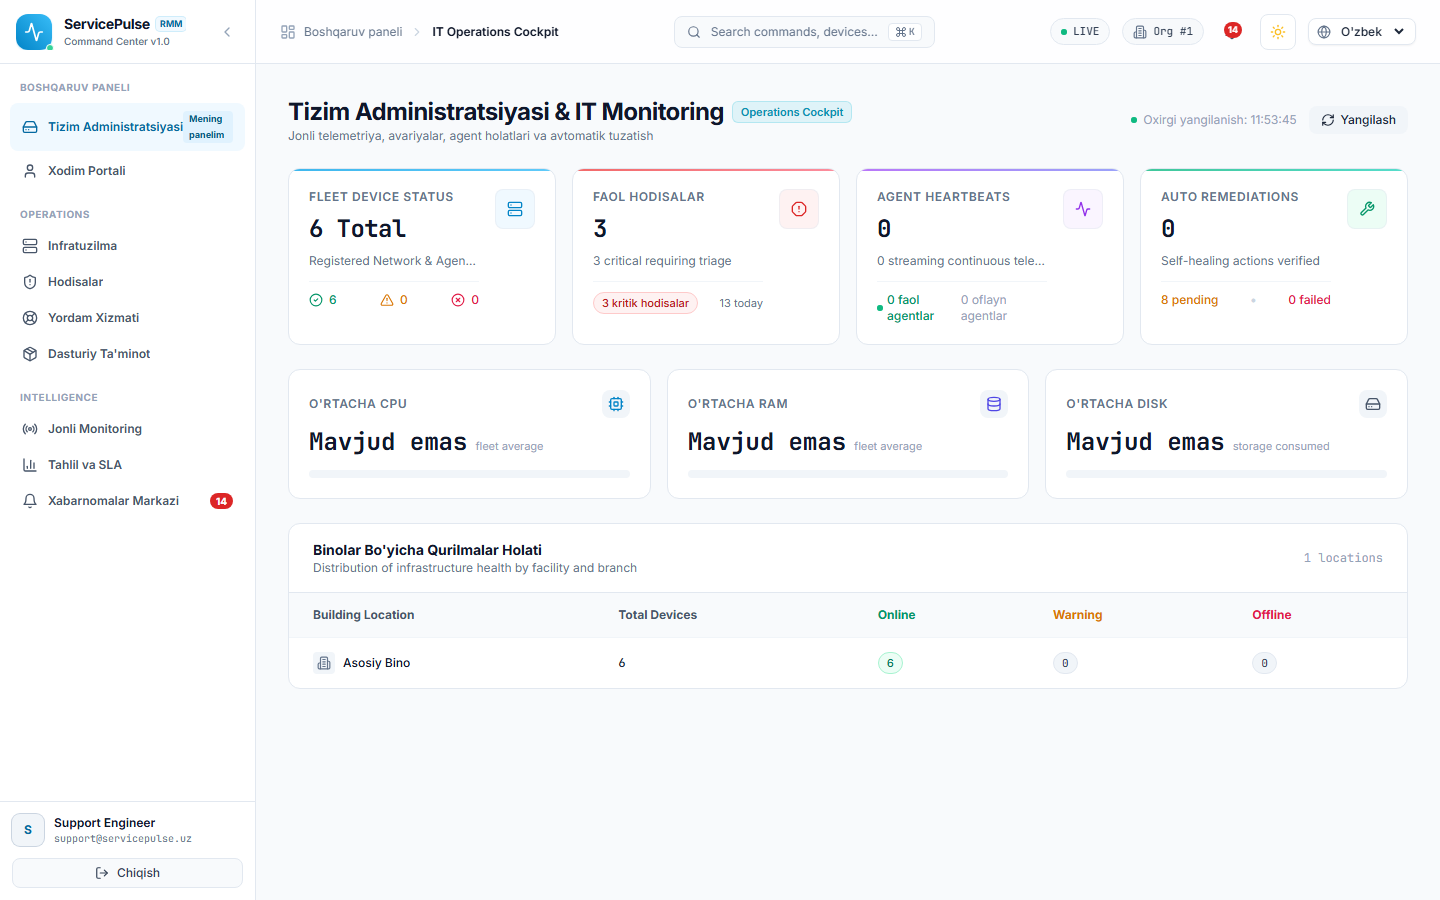 ServicePulse RMM
Command Center v1.0
Boshqaruv paneli
IT Operations Cockpit
Search commands, devices...
⌘K
LIVE
Org #1
14
O'zbek
BOSHQARUV PANELI
Tizim Administratsiyasi
Mening
panelim
Xodim Portali
OPERATIONS
Infratuzilma
Hodisalar
Yordam Xizmati
Dasturiy Ta'minot
INTELLIGENCE
Jonli Monitoring
Tahlil va SLA
Xabarnomalar Markazi
14
Support Engineer
support@servicepulse.uz
S
Chiqish
Tizim Administratsiyasi & IT Monitoring
Operations Cockpit
Jonli telemetriya, avariyalar, agent holatlari va avtomatik tuzatish
Oxirgi yangilanish: 11:53:45
Yangilash
FLEET DEVICE STATUS
6 Total
Registered Network & Agen...
6
0
0
FAOL HODISALAR
3
3 critical requiring triage
3 kritik hodisalar
13 today
AGENT HEARTBEATS
0
0 streaming continuous tele...
0 faol
agentlar
0 oflayn
agentlar
AUTO REMEDIATIONS
0
Self-healing actions verified
8 pending
0 failed
O'RTACHA CPU
Mavjud emas fleet average
O'RTACHA RAM
Mavjud emas fleet average
O'RTACHA DISK
Mavjud emas storage consumed
Binolar Bo'yicha Qurilmalar Holati
Distribution of infrastructure health by facility and branch
1 locations
Building Location
Total Devices
Online
Warning
Offline
Asosiy Bino
6
6
0
0